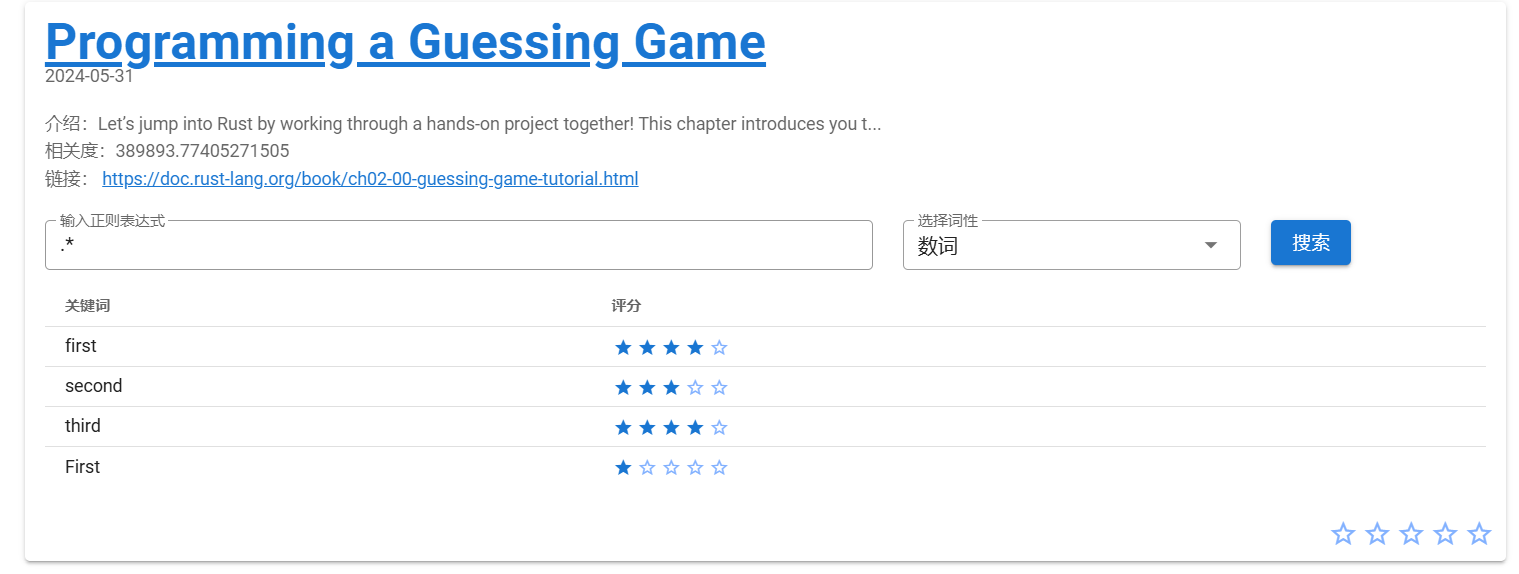 Programming a Guessing Game
2024-05-31
介绍：Let’s jump into Rust by working through a hands-on project together! This chapter introduces you t...
相关度：389893.77405271505
链接： https://doc.rust-lang.org/book/ch02-00-guessing-game-tutorial.html
输入正则表达式 选择词性
.* 数词 搜索
关键词 评分
first
second
third
First